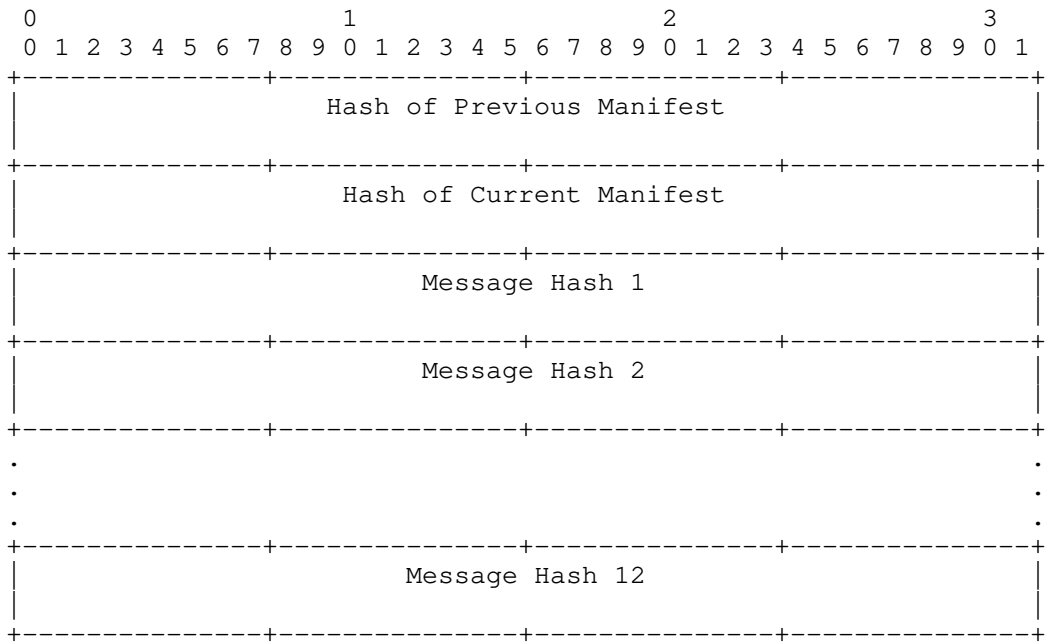 0 1 2 3
0 1 2 3 4 5 6 7 8 9 0 1 2 3 4 5 6 7 8 9 0 1 2 3 4 5 6 7 8 9 0 1
Hash of Previous Manifest
Hash of Current Manifest
Message Hash 1
Message Hash 2
. .
. .
. .
Message Hash 12